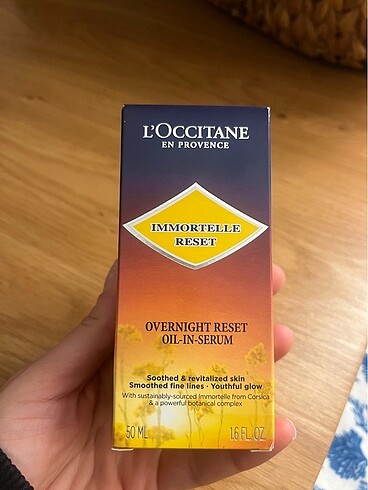 L'OCCITANE
EN PROVENCE
IMMORTELLE
RESET
OVERNIGHT RESET
OIL-IN-SERUM
Soothed & revitalized skin
Smoothed fine lines · Youthful glow
With sustainably-sourced Immortelle from Corsica
& a powerful botanical complex
50 ML 1.6 FL. OZ